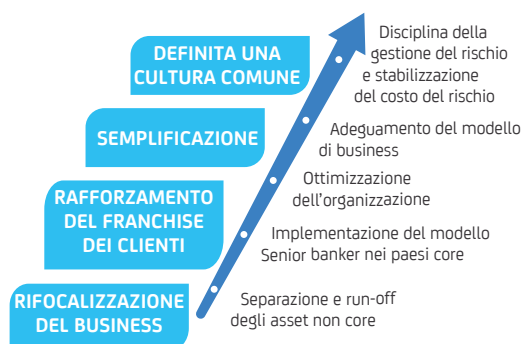 DEFINITA UNA
CULTURA COMUNE
Disciplina della
gestione del rischio
e stabilizzazione
del costo del rischio
SEMPLIFICAZIONE
Adeguamento del modello
di business
RAFFORZAMENTO
DEL FRANCHISE
DEI CLIENTI
Ottimizzazione
dell'organizzazione
Implementazione del modello
Senior banker nei paesi core
RIFOCALIZZAZIONE
DEL BUSINESS
Separazione e run-off
degli asset non core